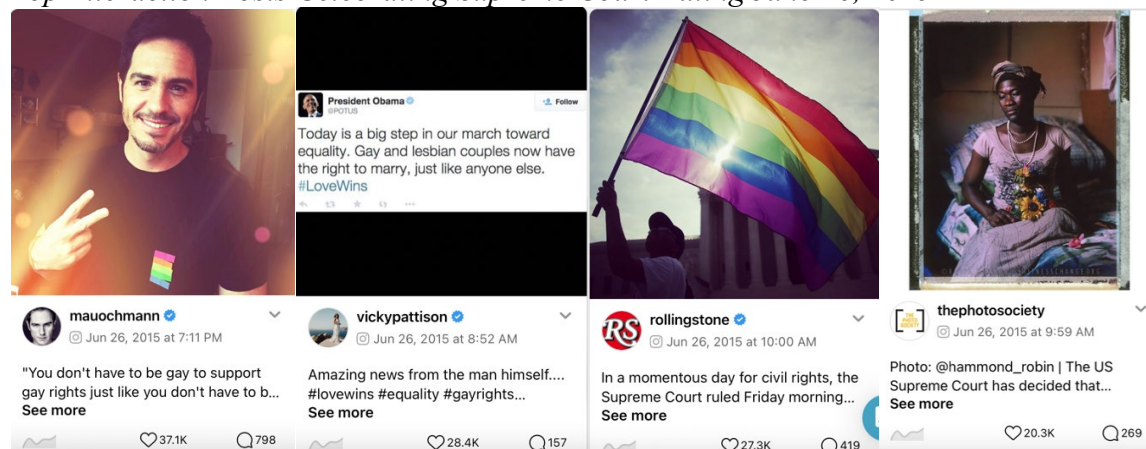 President Obama
@POTUS
Follow
Today is a big step in our march toward
equality. Gay and lesbian couples now have
the right to marry, just like anyone else.
#LoveWins
mauochmann
Jun 26, 2015 at 7:11 PM
"You don't have to be gay to support
gay rights just like you don't have to b...
See more
37.1K
798
vickypattison
Jun 26, 2015 at 8:52 AM
Amazing news from the man himself....
#lovewins #equality #gayrights...
See more
28.4K
157
RS
rollingstone
Jun 26, 2015 at 10:00 AM
In a momentous day for civil rights, the
Supreme Court ruled Friday morning...
See more
27.3K
419
thephotosociety
Jun 26, 2015 at 9:59 AM
Photo: @hammond_robin | The US
Supreme Court has decided that...
See more
20.3K
269